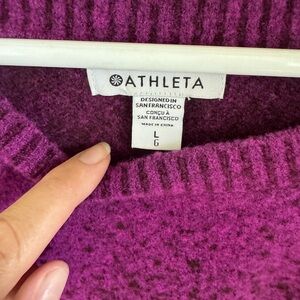 ATHLETA
DESIGNED IN
SAN FRANCISCO
CONÇU À
SAN FRANCISCO
MADE IN CHINA
L
G